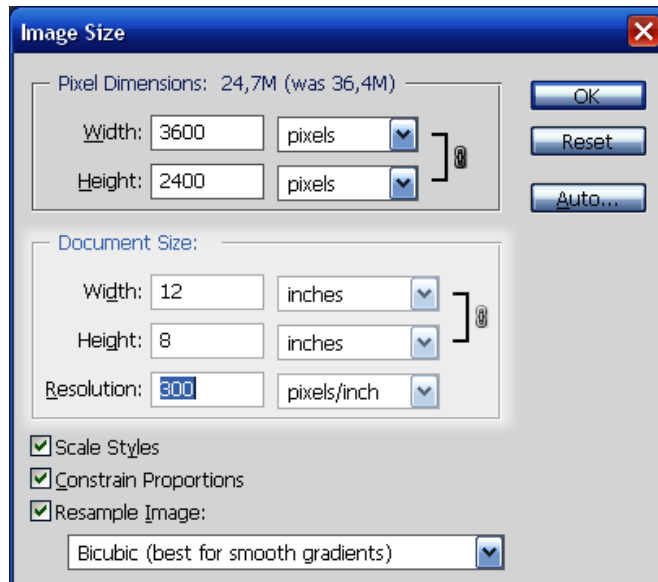 Image Size
Pixel Dimensions: 24,7M (was 36,4M)
OK
Width: 3600 pixels
Reset
Height: 2400 pixels
Auto...
Document Size:
Width: 12 inches
Height: 8 inches
Resolution: 300 pixels/inch
Scale Styles
Constrain Proportions
Resample Image:
Bicubic (best for smooth gradients)